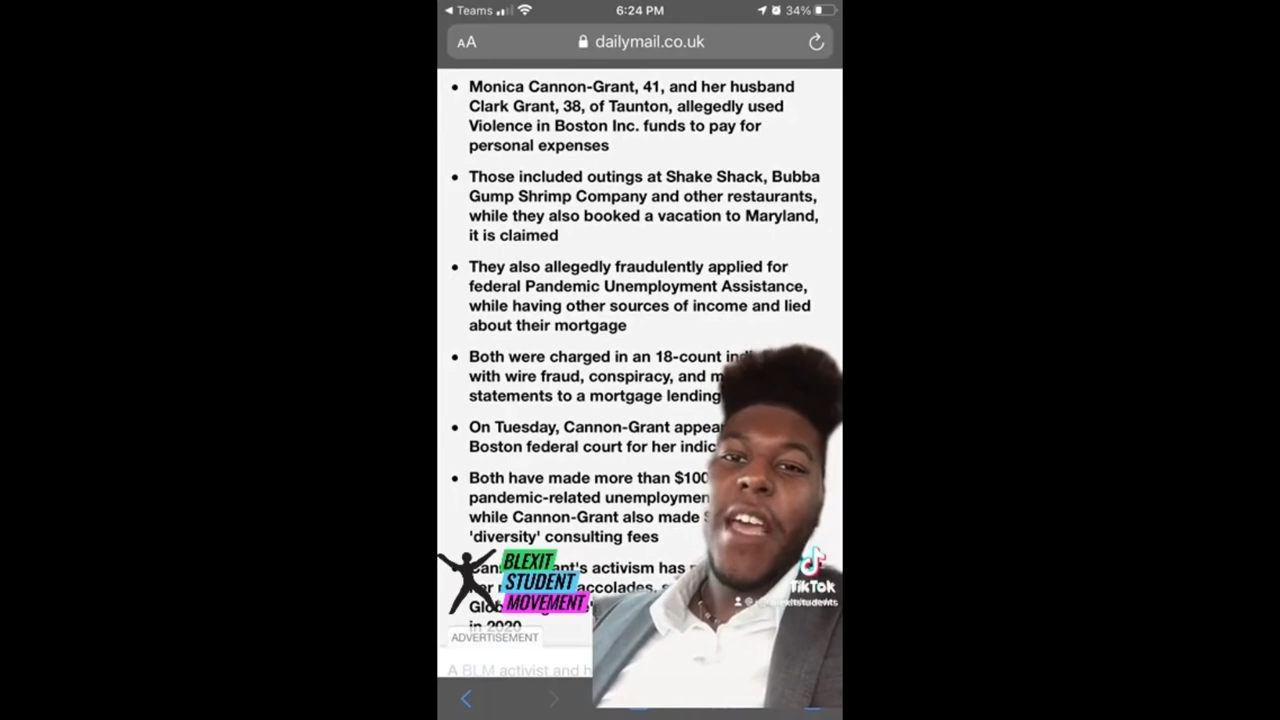 Teams
6:24 PM
34%
AA
dailymail.co.uk
Monica Cannon-Grant, 41, and her husband
Clark Grant, 38, of Taunton, allegedly used
Violence in Boston Inc. funds to pay for
personal expenses
Those included outings at Shake Shack, Bubba
Gump Shrimp Company and other restaurants,
while they also booked a vacation to Maryland,
it is claimed
They also allegedly fraudulently applied for
federal Pandemic Unemployment Assistance,
while having other sources of income and lied
about their mortgage
Both were charged in an 18-count
with wire fraud, conspiracy, and
statements to a mortgage lending
On Tuesday, Cannon-Grant
Boston federal court for her
Both have made more than
while Cannon-Grant also made
'diversity' consulting fees
activism has
accolades,
in 2020
BLEXIT
STUDENT
MOVEMENT
TikTok
ADVERTISEMENT
A BLM activist and